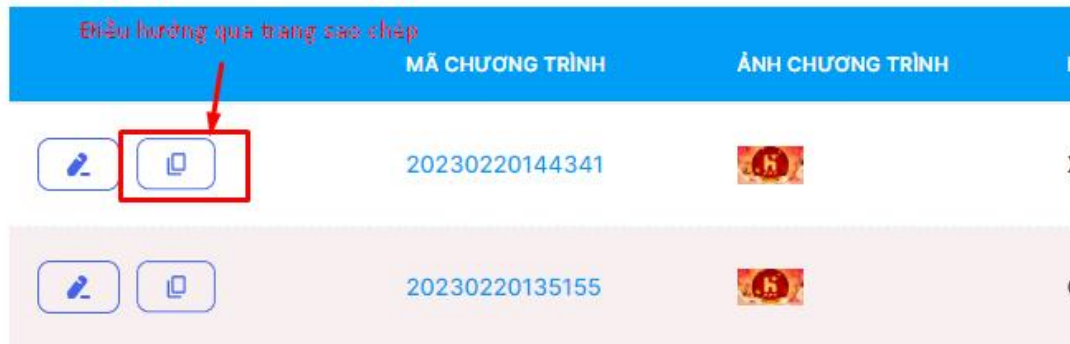 Điều hướng qua trang sao chép
MÃ CHƯƠNG TRÌNH
ẢNH CHƯƠNG TRÌNH
20230220144341
20230220135155